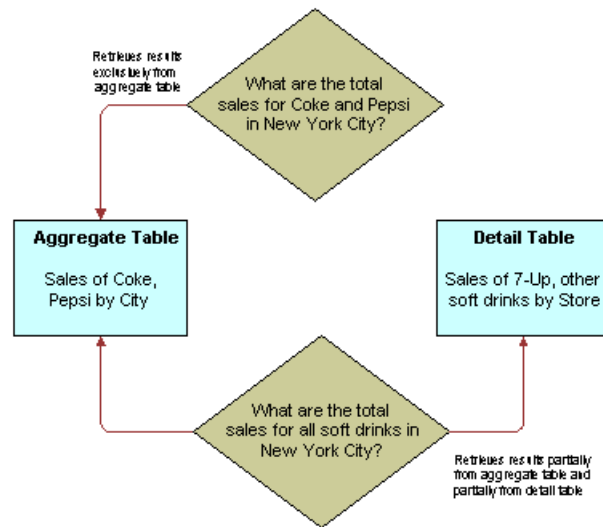 Retrieves results
exclusively from
aggregate table
What are the total
sales for Coke and Pepsi
in New York City?
Aggregate Table
Sales of Coke,
Pepsi by City
Detail Table
Sales of 7-Up, other
soft drinks by Store
What are the total
sales for all soft drinks in
New York City?
Retrieves results partially
from aggregate table and
partially from detail table